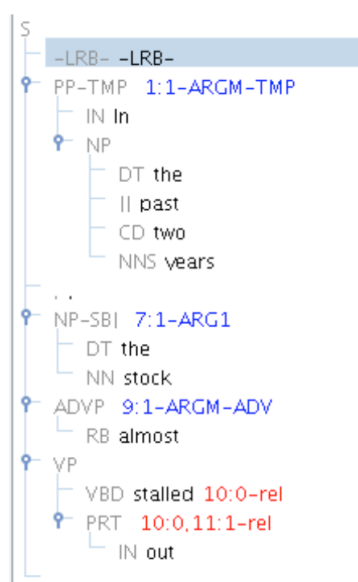 S
-LRB- -LRB-
PP-TMP 1:1-ARGM-TMP
IN In
NP
DT the
JJ past
CD two
NNS years
, ,
NP-SBJ 7:1-ARG1
DT the
NN stock
ADVP 9:1-ARGM-ADV
RB almost
VP
VBD stalled 10:0-rel
PRT 10:0,11:1-rel
IN out